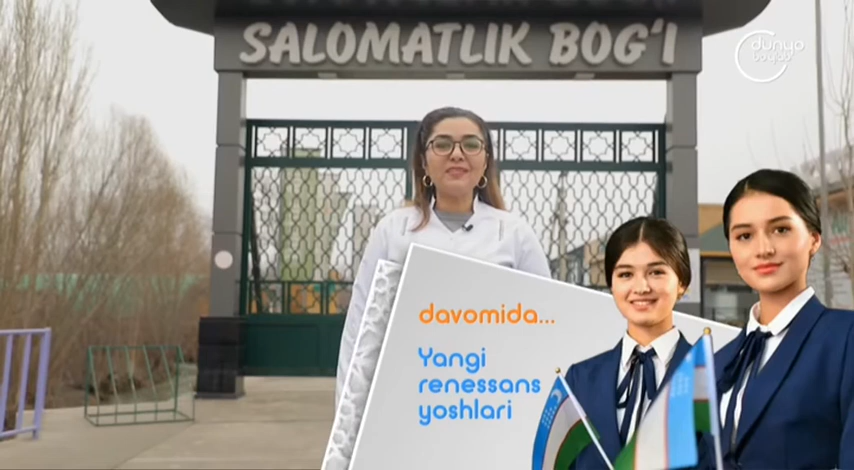 SALOMATLIK BOG‘I
dunyo
bo'ylab
davomida...
Yangi
renessans
yoshlari